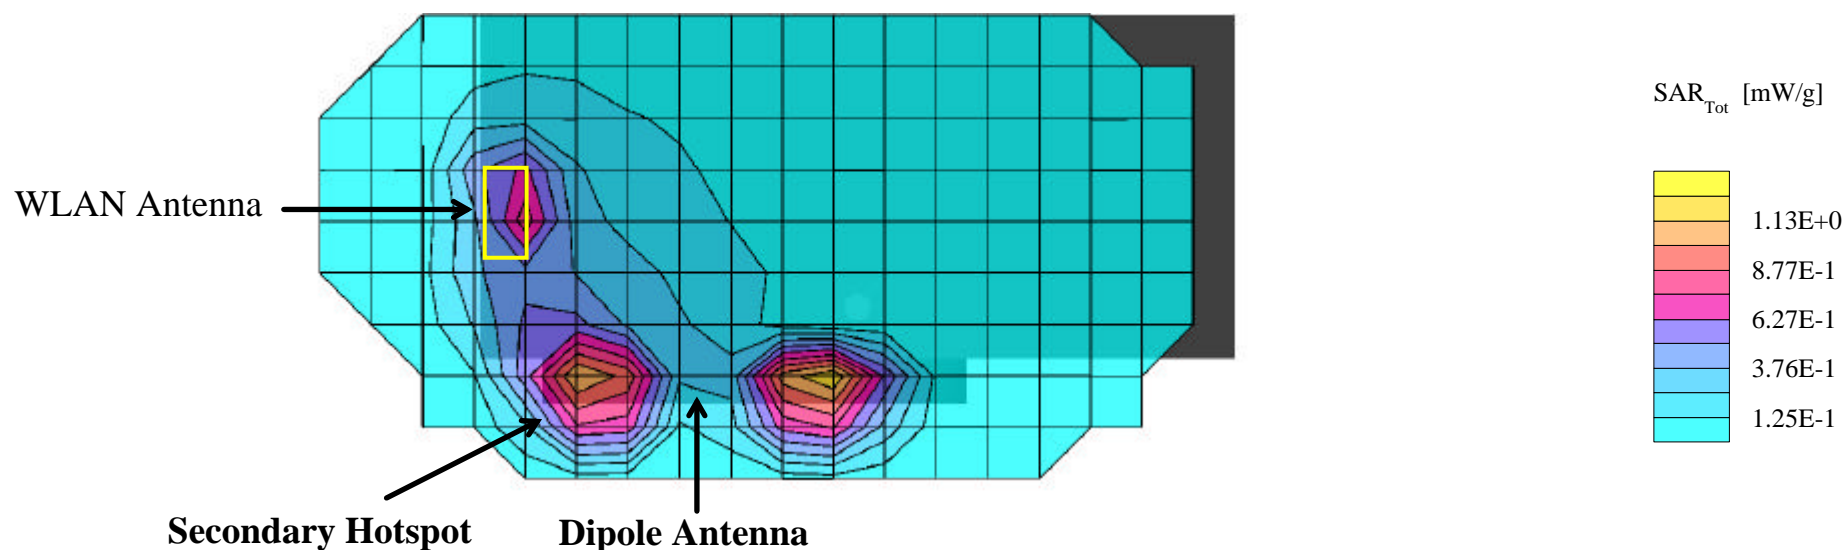 SAR_Tot [mW/g]
WLAN Antenna
1.13E+0
8.77E-1
6.27E-1
3.76E-1
1.25E-1
Secondary Hotspot
Dipole Antenna